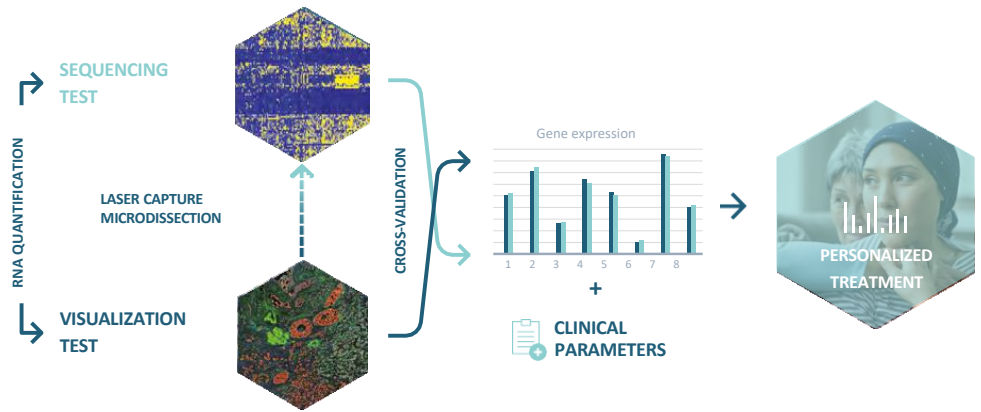 RNA QUANTIFICATION
SEQUENCING
TEST
LASER CAPTURE
MICRODISSECTION
VISUALIZATION
TEST
CROSS-VALIDATION
Gene expression
1 2 3 4 5 6 7 8
+
CLINICAL
PARAMETERS
PERSONALIZED
TREATMENT